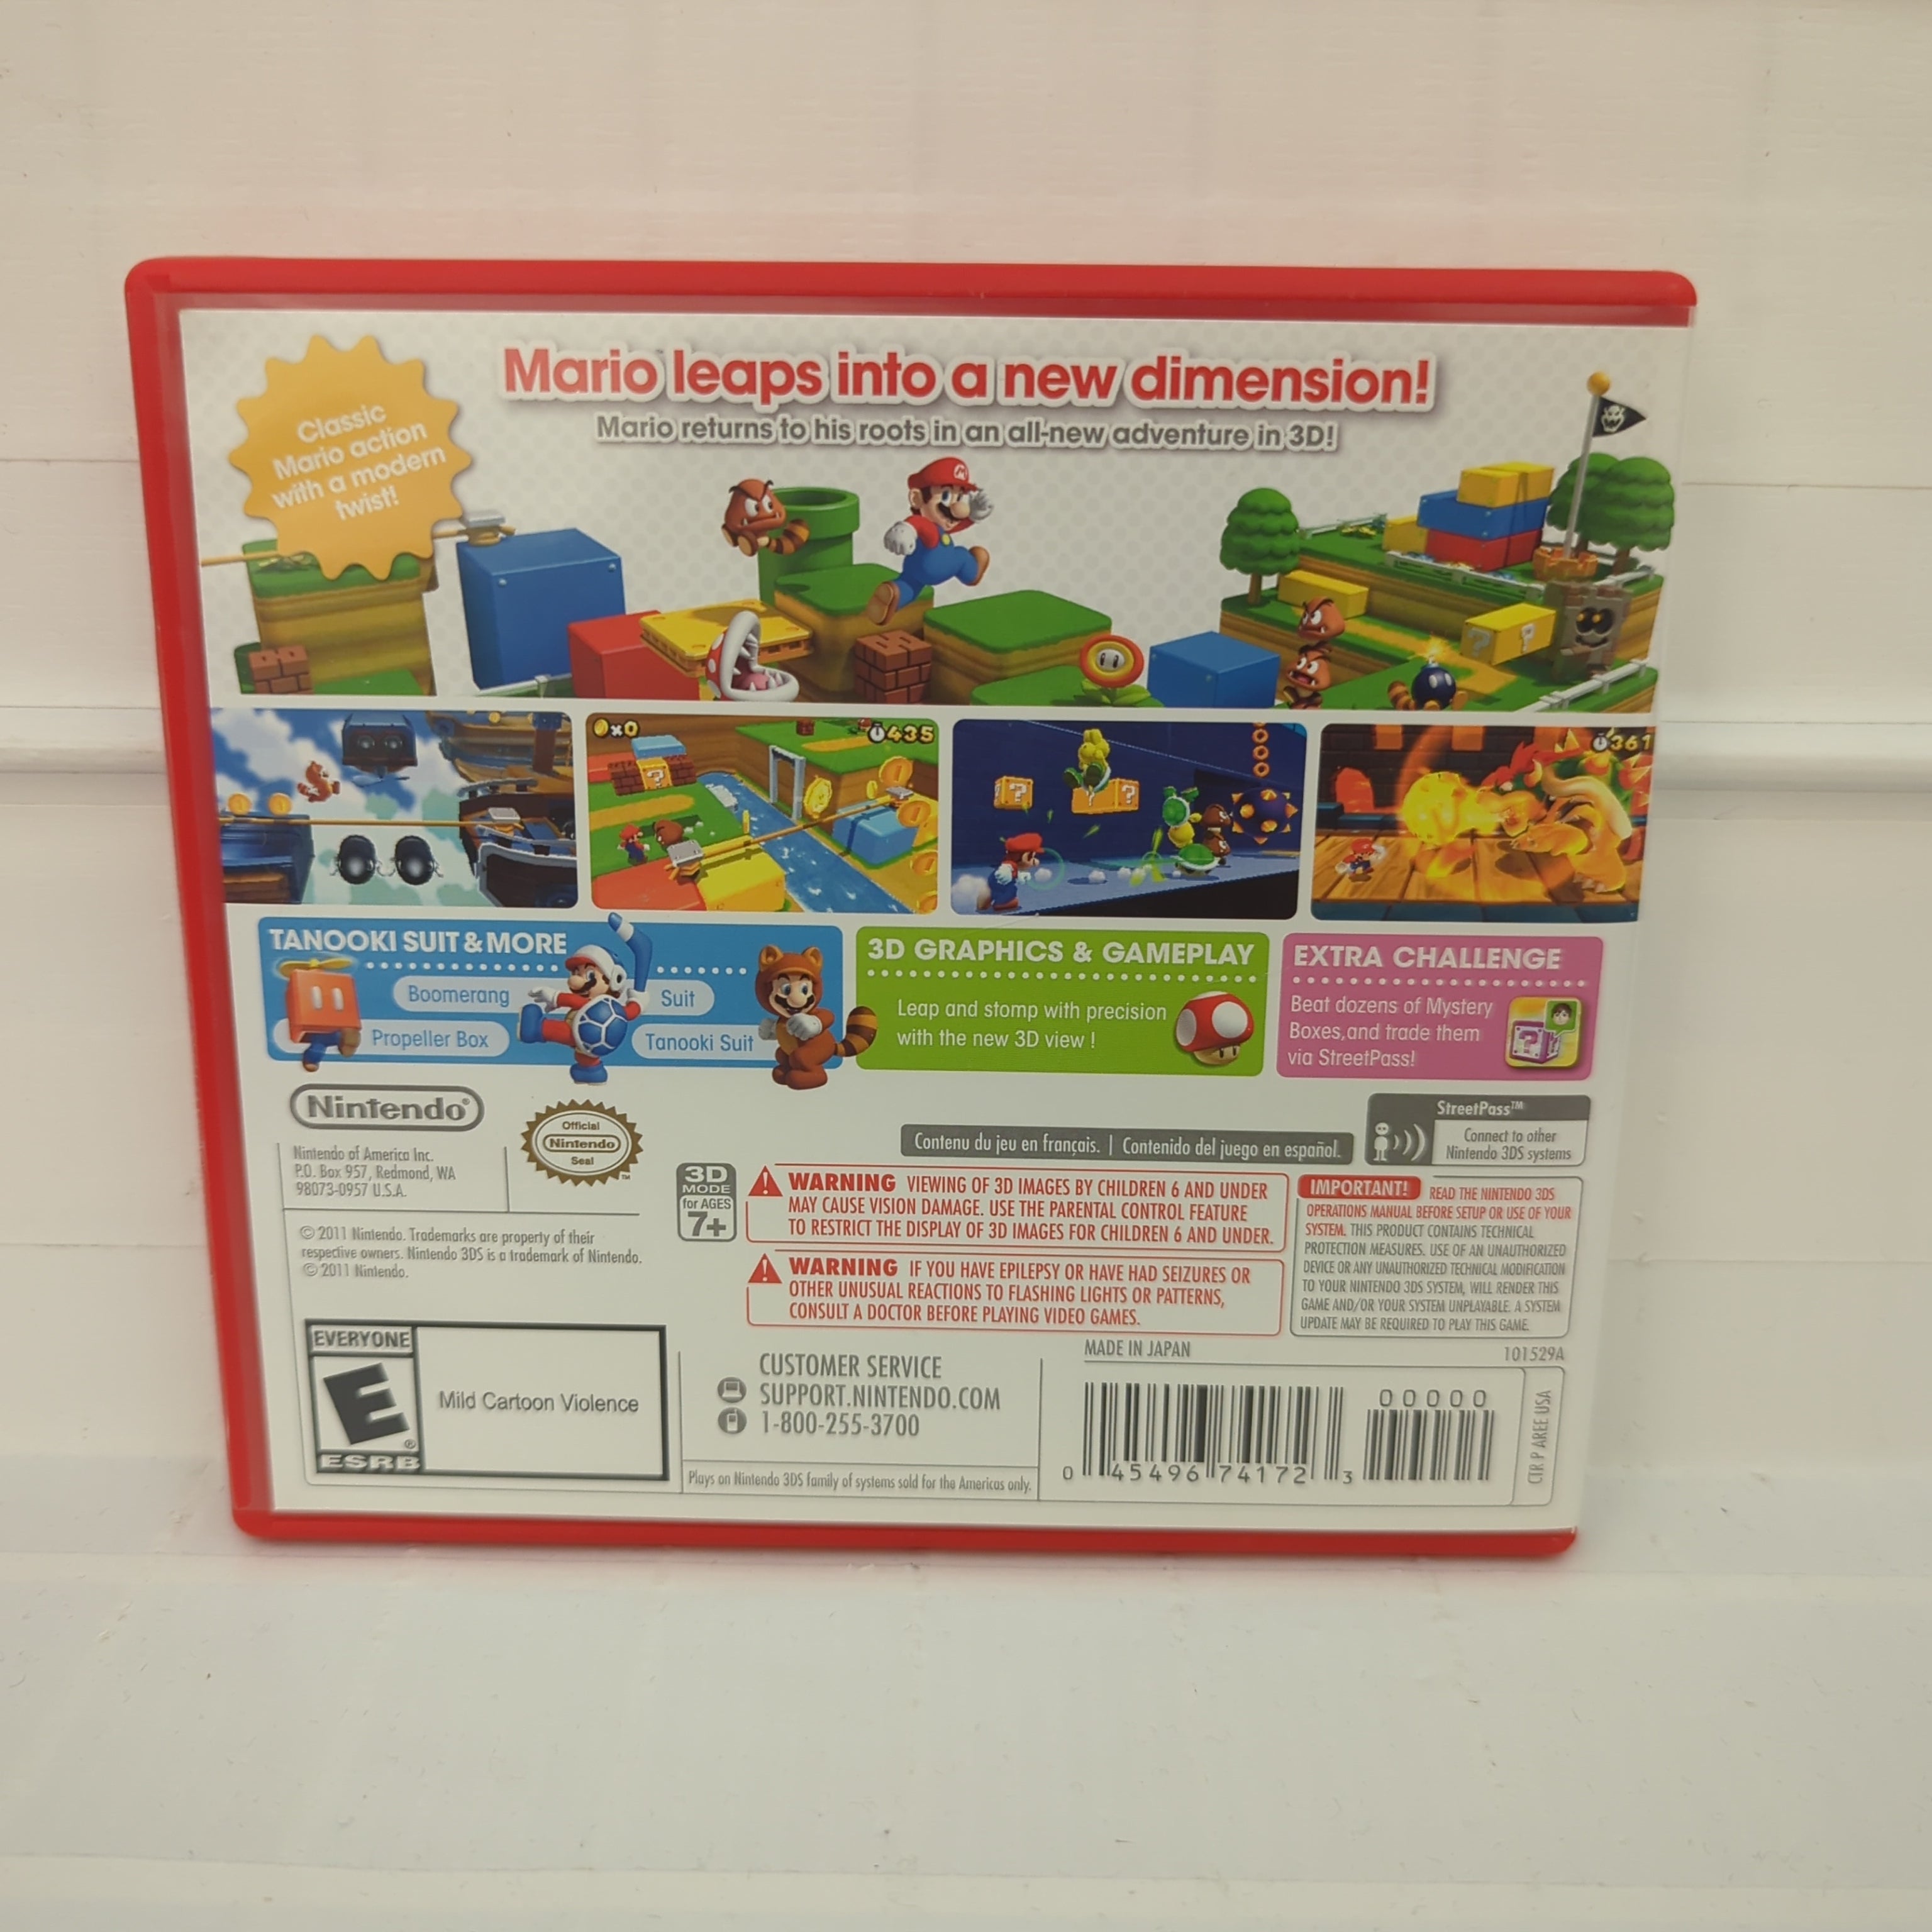 Mario leaps into a new dimension!
Mario returns to his roots in an all-new adventure in 3D!
Classic
Mario action
with a modern
twist!
x0
435
361
TANOOKI SUIT & MORE
Boomerang Suit
Propeller Box
Tanooki Suit
3D GRAPHICS & GAMEPLAY
Leap and stomp with precision
with the new 3D view !
EXTRA CHALLENGE
Beat dozens of Mystery
Boxes,and trade them
via StreetPass!
Nintendo®
Nintendo of America Inc.
P.O. Box 957, Redmond, WA
98073-0957 U.S.A.
Official
Nintendo
Seal
TM
Contenu du jeu en français. | Contenido del juego en español.
StreetPass™
Connect to other
Nintendo 3DS systems
© 2011 Nintendo. Trademarks are property of their
respective owners. Nintendo 3DS is a trademark of Nintendo.
© 2011 Nintendo.
3D
MODE
for AGES
7+
WARNING VIEWING OF 3D IMAGES BY CHILDREN 6 AND UNDER
MAY CAUSE VISION DAMAGE. USE THE PARENTAL CONTROL FEATURE
TO RESTRICT THE DISPLAY OF 3D IMAGES FOR CHILDREN 6 AND UNDER.
WARNING IF YOU HAVE EPILEPSY OR HAVE HAD SEIZURES OR
OTHER UNUSUAL REACTIONS TO FLASHING LIGHTS OR PATTERNS,
CONSULT A DOCTOR BEFORE PLAYING VIDEO GAMES.
IMPORTANT! READ THE NINTENDO 3DS
OPERATIONS MANUAL BEFORE SETUP OR USE OF YOUR
SYSTEM. THIS PRODUCT CONTAINS TECHNICAL
PROTECTION MEASURES. USE OF AN UNAUTHORIZED
DEVICE OR ANY UNAUTHORIZED TECHNICAL MODIFICATION
TO YOUR NINTENDO 3DS SYSTEM, WILL RENDER THIS
GAME AND/OR YOUR SYSTEM UNPLAYABLE. A SYSTEM
UPDATE MAY BE REQUIRED TO PLAY THIS GAME.
EVERYONE
E
®
ESRB
Mild Cartoon Violence
CUSTOMER SERVICE
SUPPORT.NINTENDO.COM
1-800-255-3700
Plays on Nintendo 3DS family of systems sold for the Americas only.
MADE IN JAPAN
101529A
0 45496 74172 3
00000
CTR P AREE USA